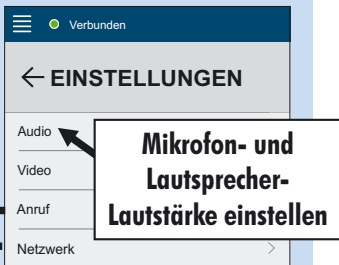 Verbunden
EINSTELLUNGEN
Audio
Mikrofon- und
Lautsprecher-
Lautstärke einstellen
Video
Anruf
Netzwerk